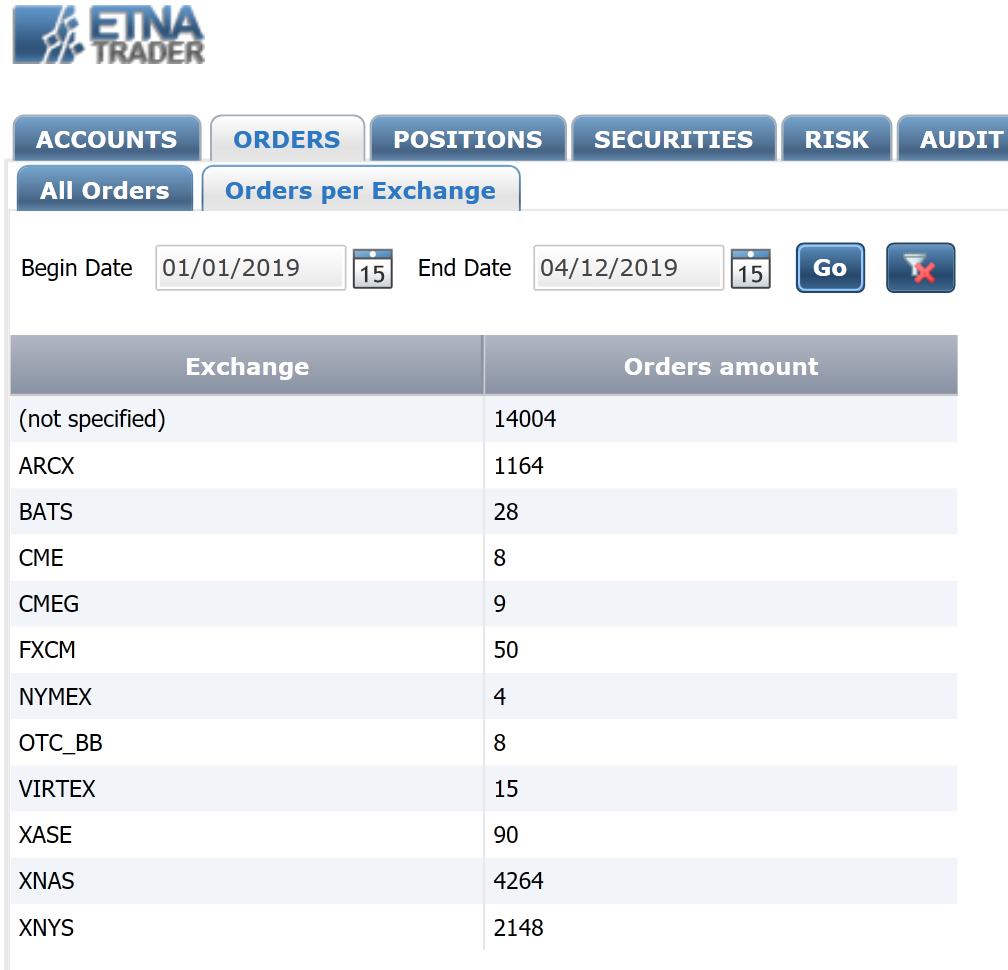 ETNA
TRADER
ACCOUNTS ORDERS POSITIONS SECURITIES RISK AUDIT
All Orders Orders per Exchange
Begin Date 01/01/2019 15 End Date 04/12/2019 15 Go
Exchange Orders amount
(not specified) 14004
ARCX 1164
BATS 28
CME 8
CMEG 9
FXCM 50
NYMEX 4
OTC_BB 8
VIRTEX 15
XASE 90
XNAS 4264
XNYS 2148